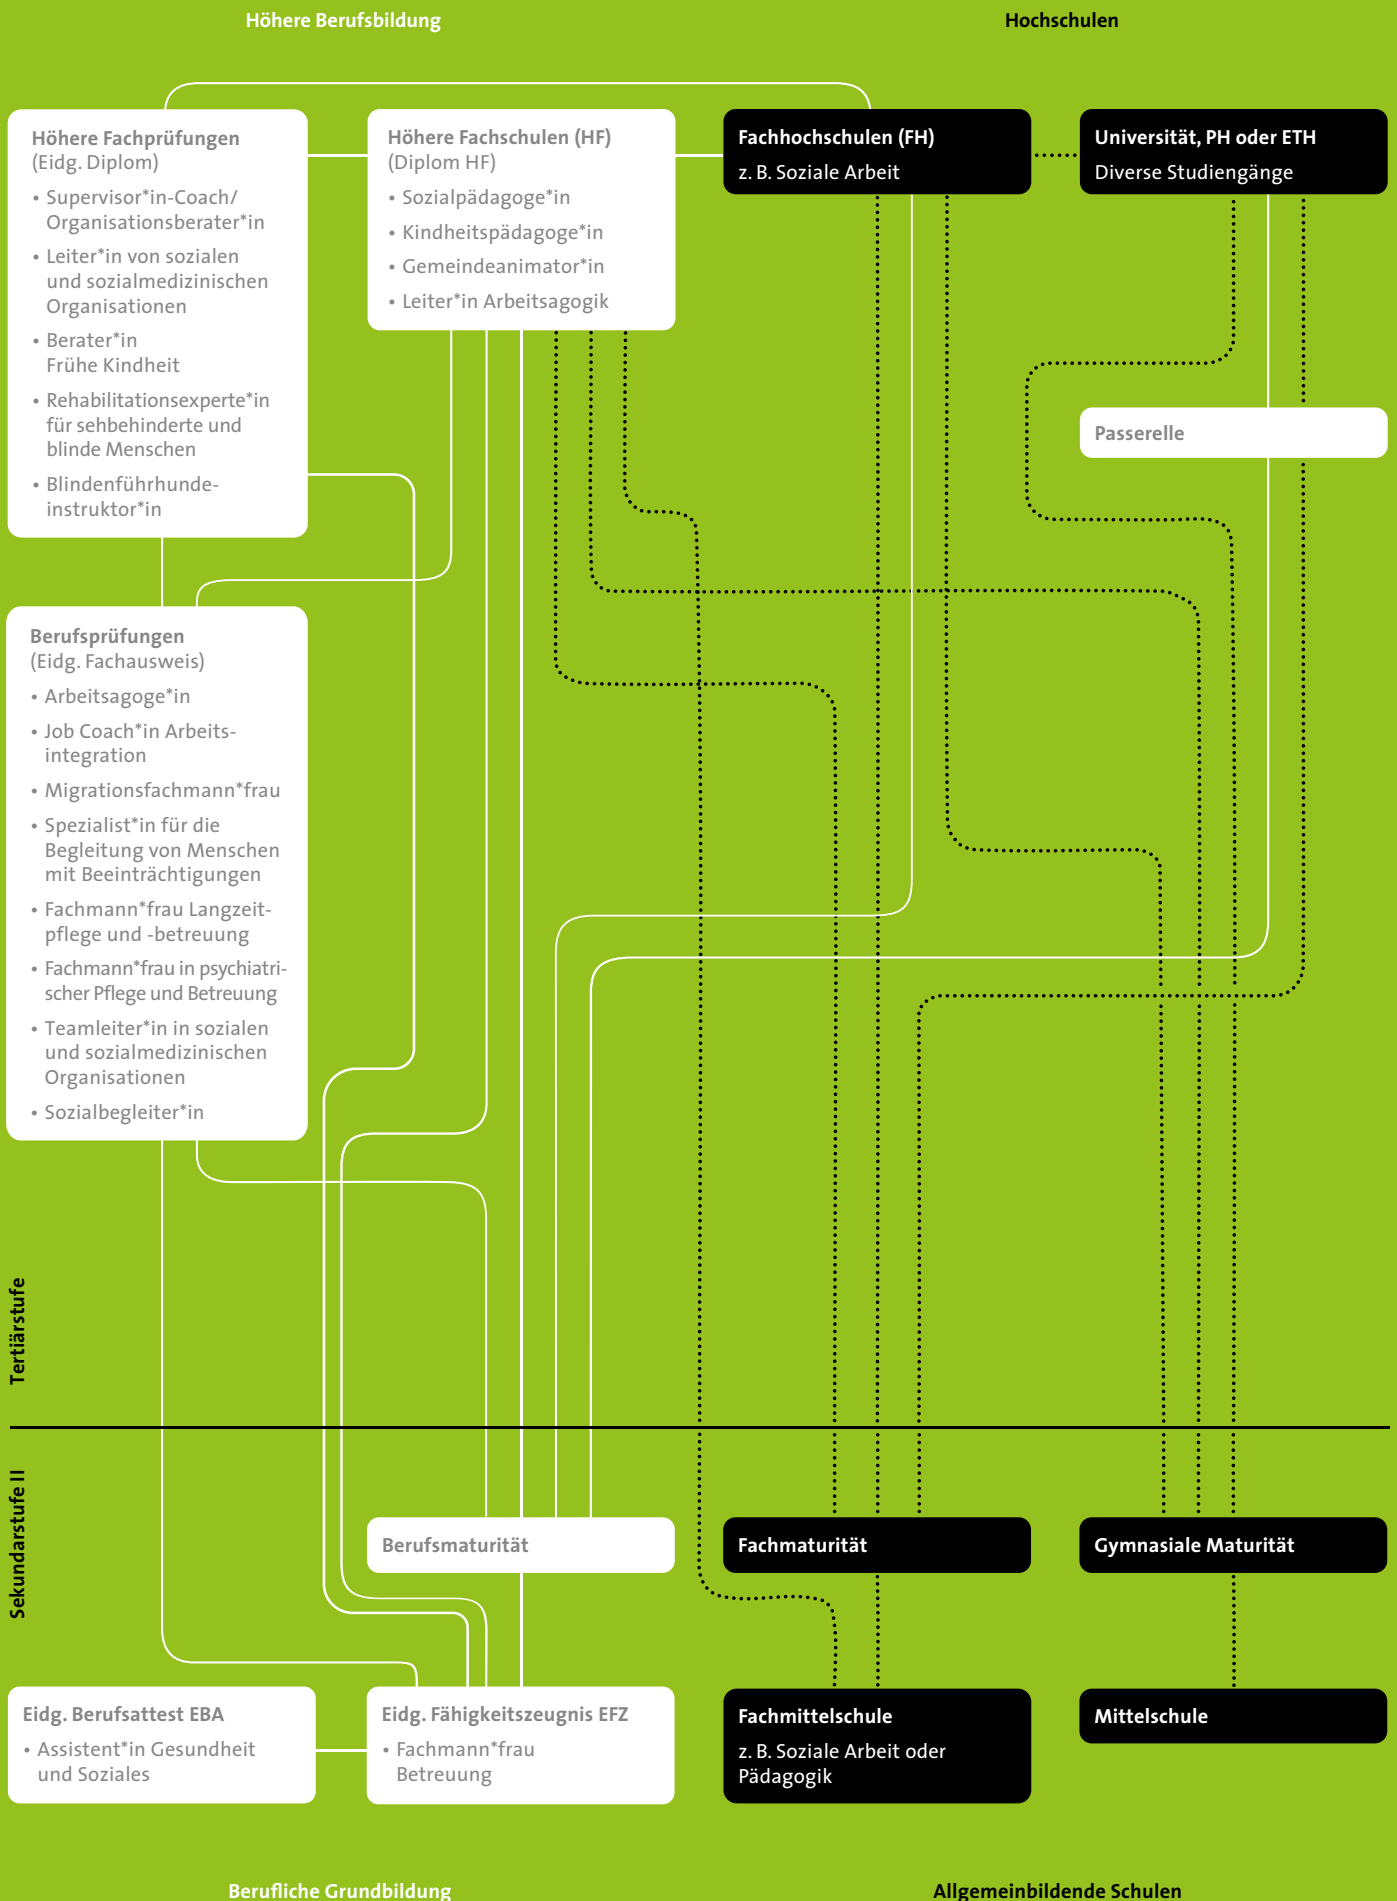 Höhere Berufsbildung
Hochschulen
Höhere Fachprüfungen
(Eidg. Diplom)
• Supervisor*in-Coach/
Organisationsberater*in
• Leiter*in von sozialen
und sozialmedizinischen
Organisationen
• Berater*in
Frühe Kindheit
• Rehabilitationsexperte*in
für sehbehinderte und
blinde Menschen
• Blindenführhunde-
instruktor*in
Höhere Fachschulen (HF)
(Diplom HF)
• Sozialpädagoge*in
• Kindheitspädagoge*in
• Gemeindeanimator*in
• Leiter*in Arbeitsagogik
Fachhochschulen (FH)
z. B. Soziale Arbeit
Universität, PH oder ETH
Diverse Studiengänge
Passerelle
Berufsprüfungen
(Eidg. Fachausweis)
• Arbeitsagoge*in
• Job Coach*in Arbeits-
integration
• Migrationsfachmann*frau
• Spezialist*in für die
Begleitung von Menschen
mit Beeinträchtigungen
• Fachmann*frau Langzeit-
pflege und -betreuung
• Fachmann*frau in psychiatri-
scher Pflege und Betreuung
• Teamleiter*in in sozialen
und sozialmedizinischen
Organisationen
• Sozialbegleiter*in
Tertiärstufe
Sekundarstufe II
Berufsmaturität
Fachmaturität
Gymnasiale Maturität
Eidg. Berufsattest EBA
• Assistent*in Gesundheit
und Soziales
Eidg. Fähigkeitszeugnis EFZ
• Fachmann*frau
Betreuung
Fachmittelschule
z. B. Soziale Arbeit oder
Pädagogik
Mittelschule
Berufliche Grundbildung
Allgemeinbildende Schulen